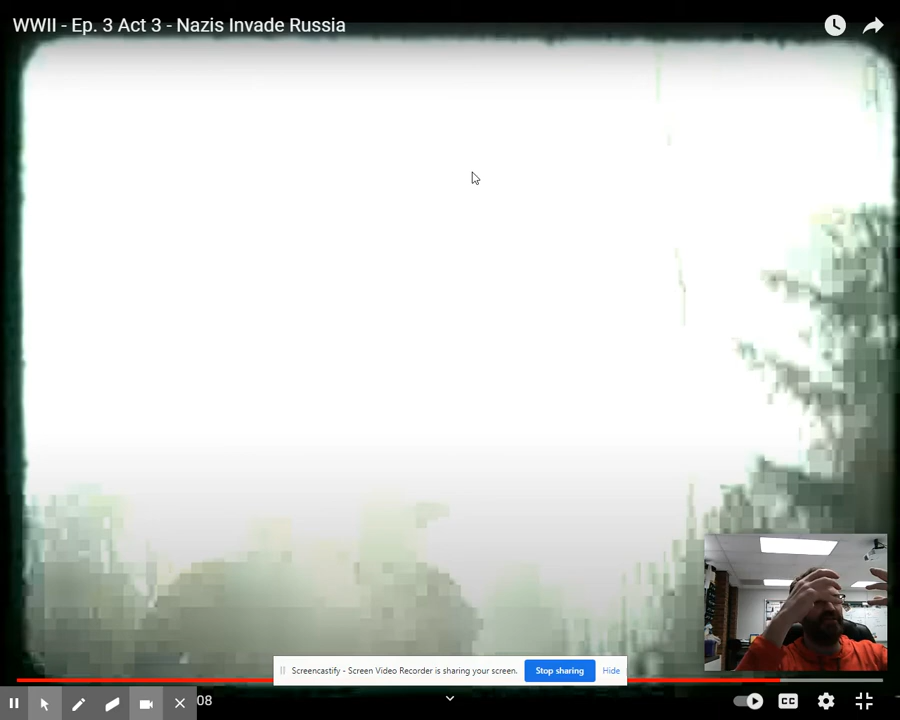 WWII - Ep. 3 Act 3 - Nazis Invade Russia
Screencastify - Screen Video Recorder is sharing your screen.
Stop sharing
Hide
08
CC